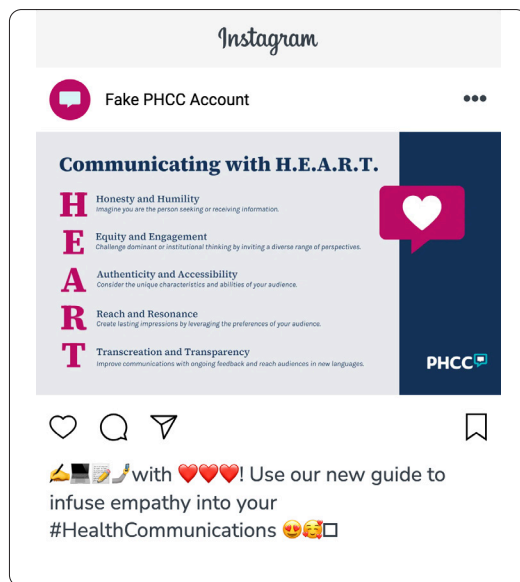 Instagram
Fake PHCC Account
Communicating with H.E.A.R.T.
H Honesty and Humility
Imagine you are the person seeking or receiving information.
E Equity and Engagement
Challenge dominant or institutional thinking by inviting a diverse range of perspectives.
A Authenticity and Accessibility
Consider the unique characteristics and abilities of your audience.
R Reach and Resonance
Create lasting impressions by leveraging the preferences of your audience.
T Transcreation and Transparency
Improve communications with ongoing feedback and reach audiences in new languages.
PHCC
✍️💻📝🤳with ❤️❤️❤️! Use our new guide to
infuse empathy into your
#HealthCommunications 😍🥰□